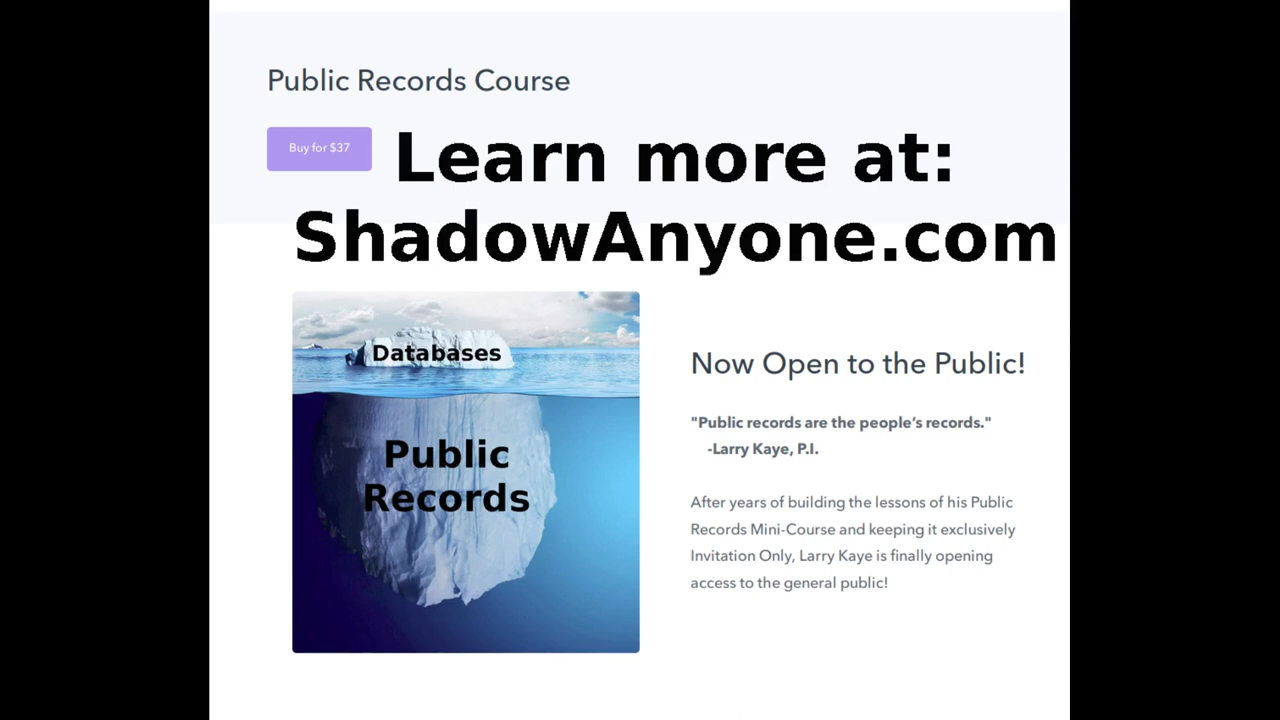 Public Records Course
Buy for $37
Learn more at:
ShadowAnyone.com
Databases
Public
Records
Now Open to the Public!
"Public records are the people’s records."
-Larry Kaye, P.I.
After years of building the lessons of his Public
Records Mini-Course and keeping it exclusively
Invitation Only, Larry Kaye is finally opening
access to the general public!